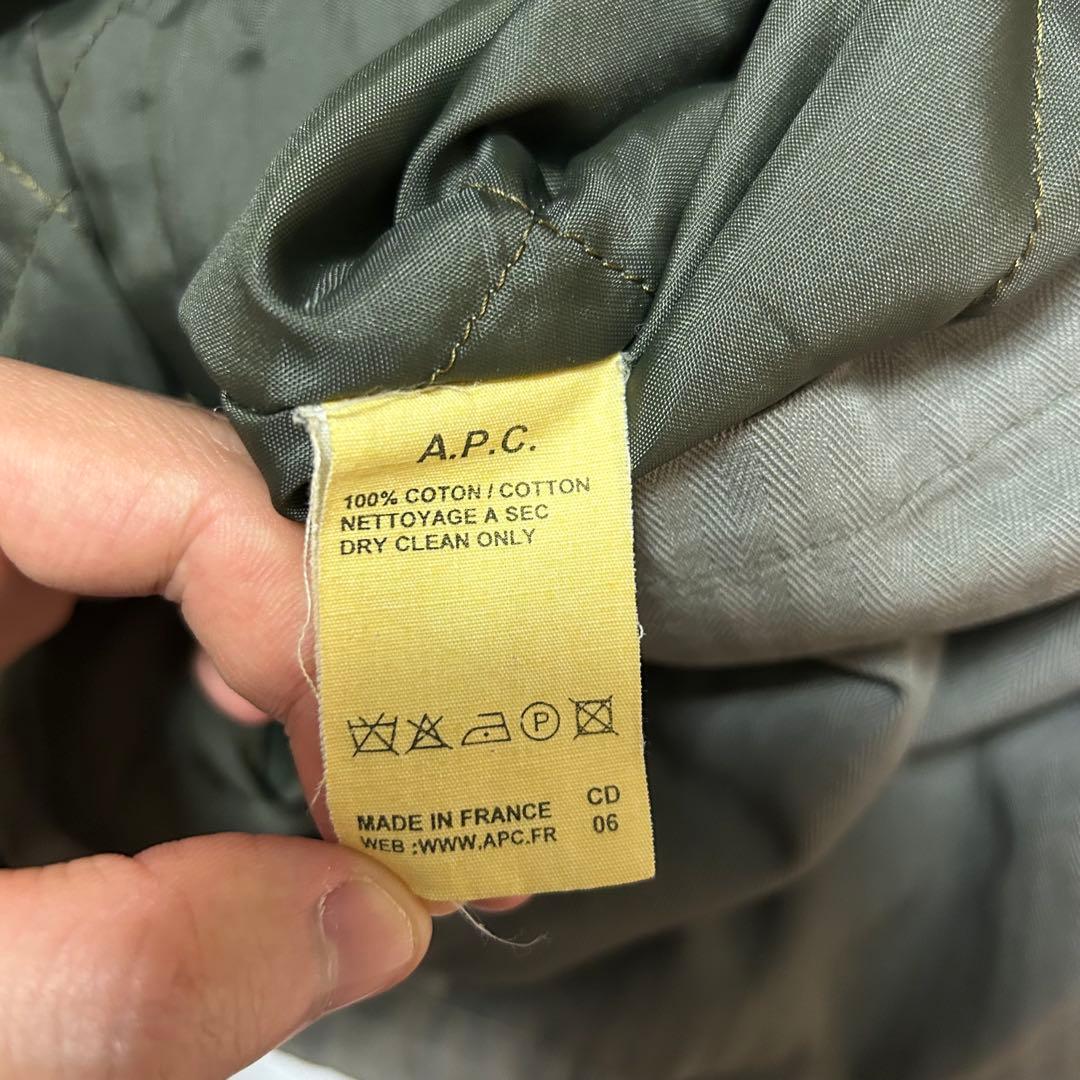 A.P.C.
100% COTON / COTTON
NETTOYAGE A SEC
DRY CLEAN ONLY
P
MADE IN FRANCE CD
WEB :WWW.APC.FR 06